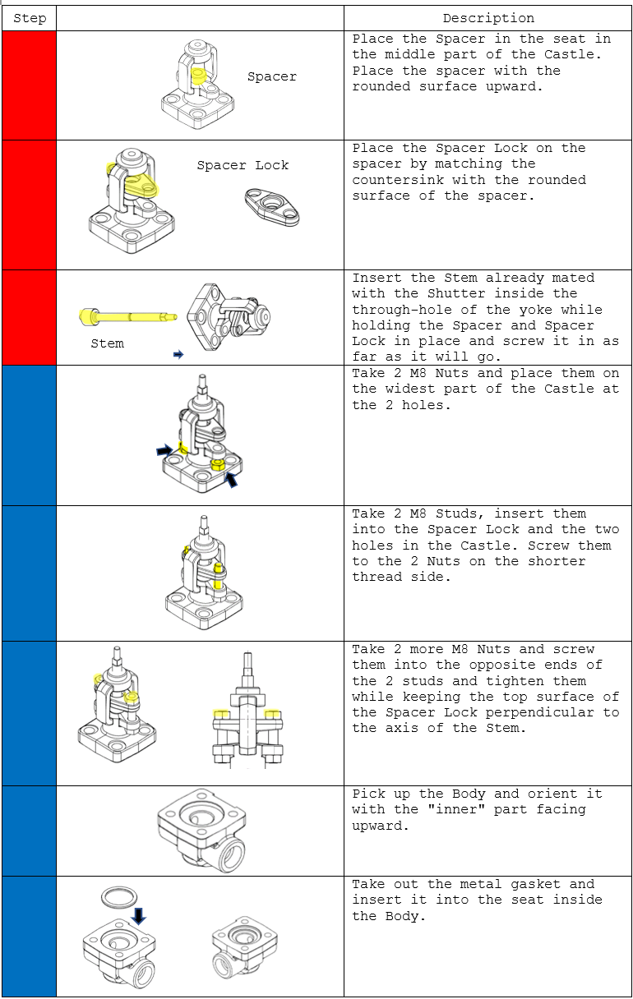 Step
Description
Spacer
Place the Spacer in the seat in
the middle part of the Castle.
Place the spacer with the
rounded surface upward.
Spacer Lock
Place the Spacer Lock on the
spacer by matching the
countersink with the rounded
surface of the spacer.
Stem
Insert the Stem already mated
with the Shutter inside the
through-hole of the yoke while
holding the Spacer and Spacer
Lock in place and screw it in as
far as it will go.
Take 2 M8 Nuts and place them on
the widest part of the Castle at
the 2 holes.
Take 2 M8 Studs, insert them
into the Spacer Lock and the two
holes in the Castle. Screw them
to the 2 Nuts on the shorter
thread side.
Take 2 more M8 Nuts and screw
them into the opposite ends of
the 2 studs and tighten them
while keeping the top surface of
the Spacer Lock perpendicular to
the axis of the Stem.
Pick up the Body and orient it
with the "inner" part facing
upward.
Take out the metal gasket and
insert it into the seat inside
the Body.